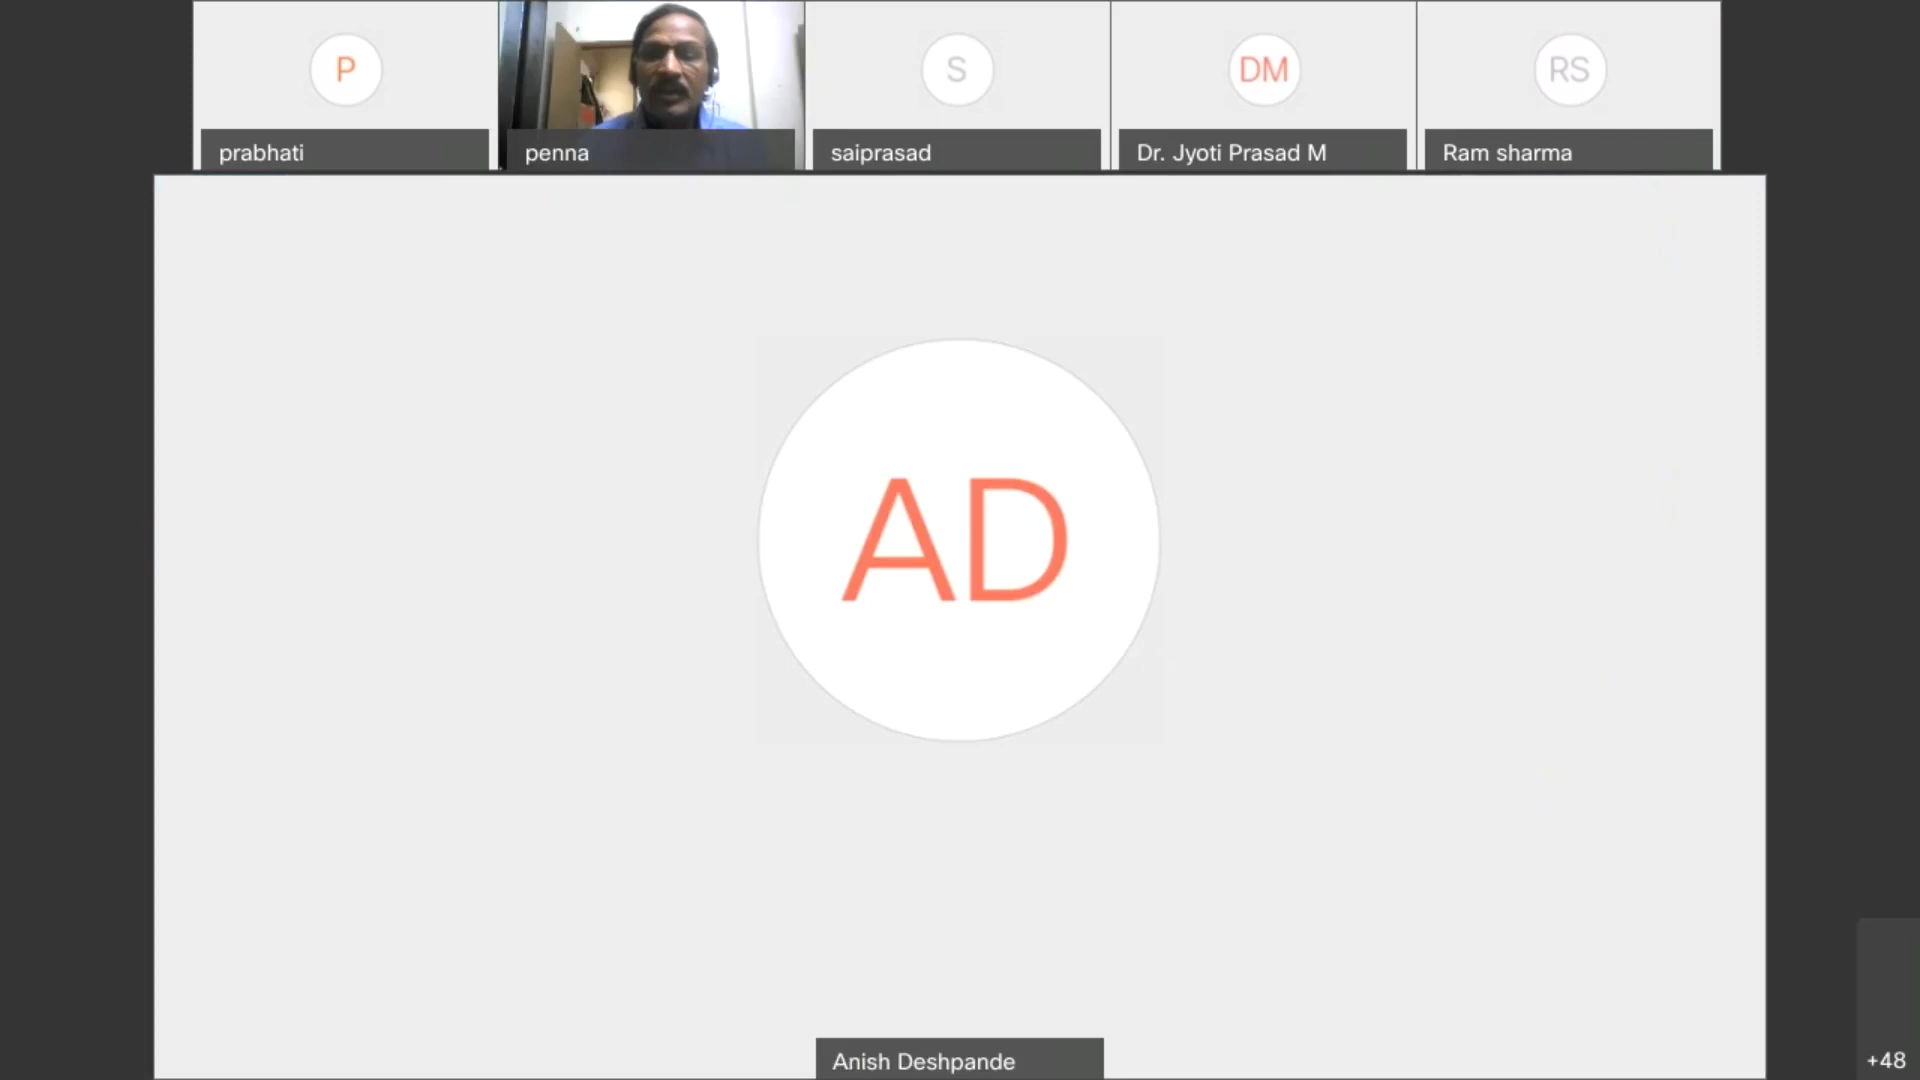 P
S
DM
RS
prabhati
penna
saiprasad
Dr. Jyoti Prasad M
Ram sharma
AD
Anish Deshpande
+48